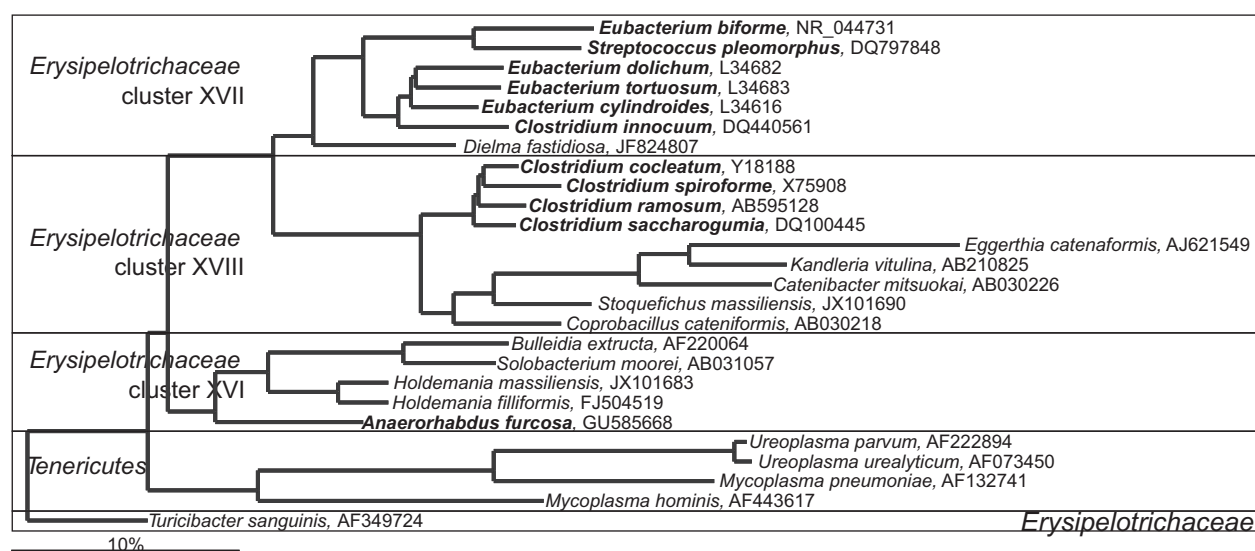 Eubacterium biforme, NR_044731
Streptococcus pleomorphus, DQ797848
Erysipelotrichaceae
cluster XVII
Eubacterium dolichum, L34682
Eubacterium tortuosum, L34683
Eubacterium cylindroides, L34616
Clostridium innocuum, DQ440561
Dielma fastidiosa, JF824807
Clostridium cocleatum, Y18188
Clostridium spiroforme, X75908
Clostridium ramosum, AB595128
Clostridium saccharogumia, DQ100445
Erysipelotrichaceae
cluster XVIII
Eggerthia catenaformis, AJ621549
Kandleria vitulina, AB210825
Catenibacter mitsuokai, AB030226
Stoquefichus massiliensis, JX101690
Coprobacillus cateniformis, AB030218
Bulleidia extructa, AF220064
Erysipelotrichaceae
cluster XVI
Solobacterium moorei, AB031057
Holdemania massiliensis, JX101683
Holdemania filliformis, FJ504519
Anaerorhabdus furcosa, GU585668
Ureoplasma parvum, AF222894
Tenericutes
Ureoplasma urealyticum, AF073450
Mycoplasma pneumoniae, AF132741
Mycoplasma hominis, AF443617
Turicibacter sanguinis, AF349724
Erysipelotrichaceae
10%